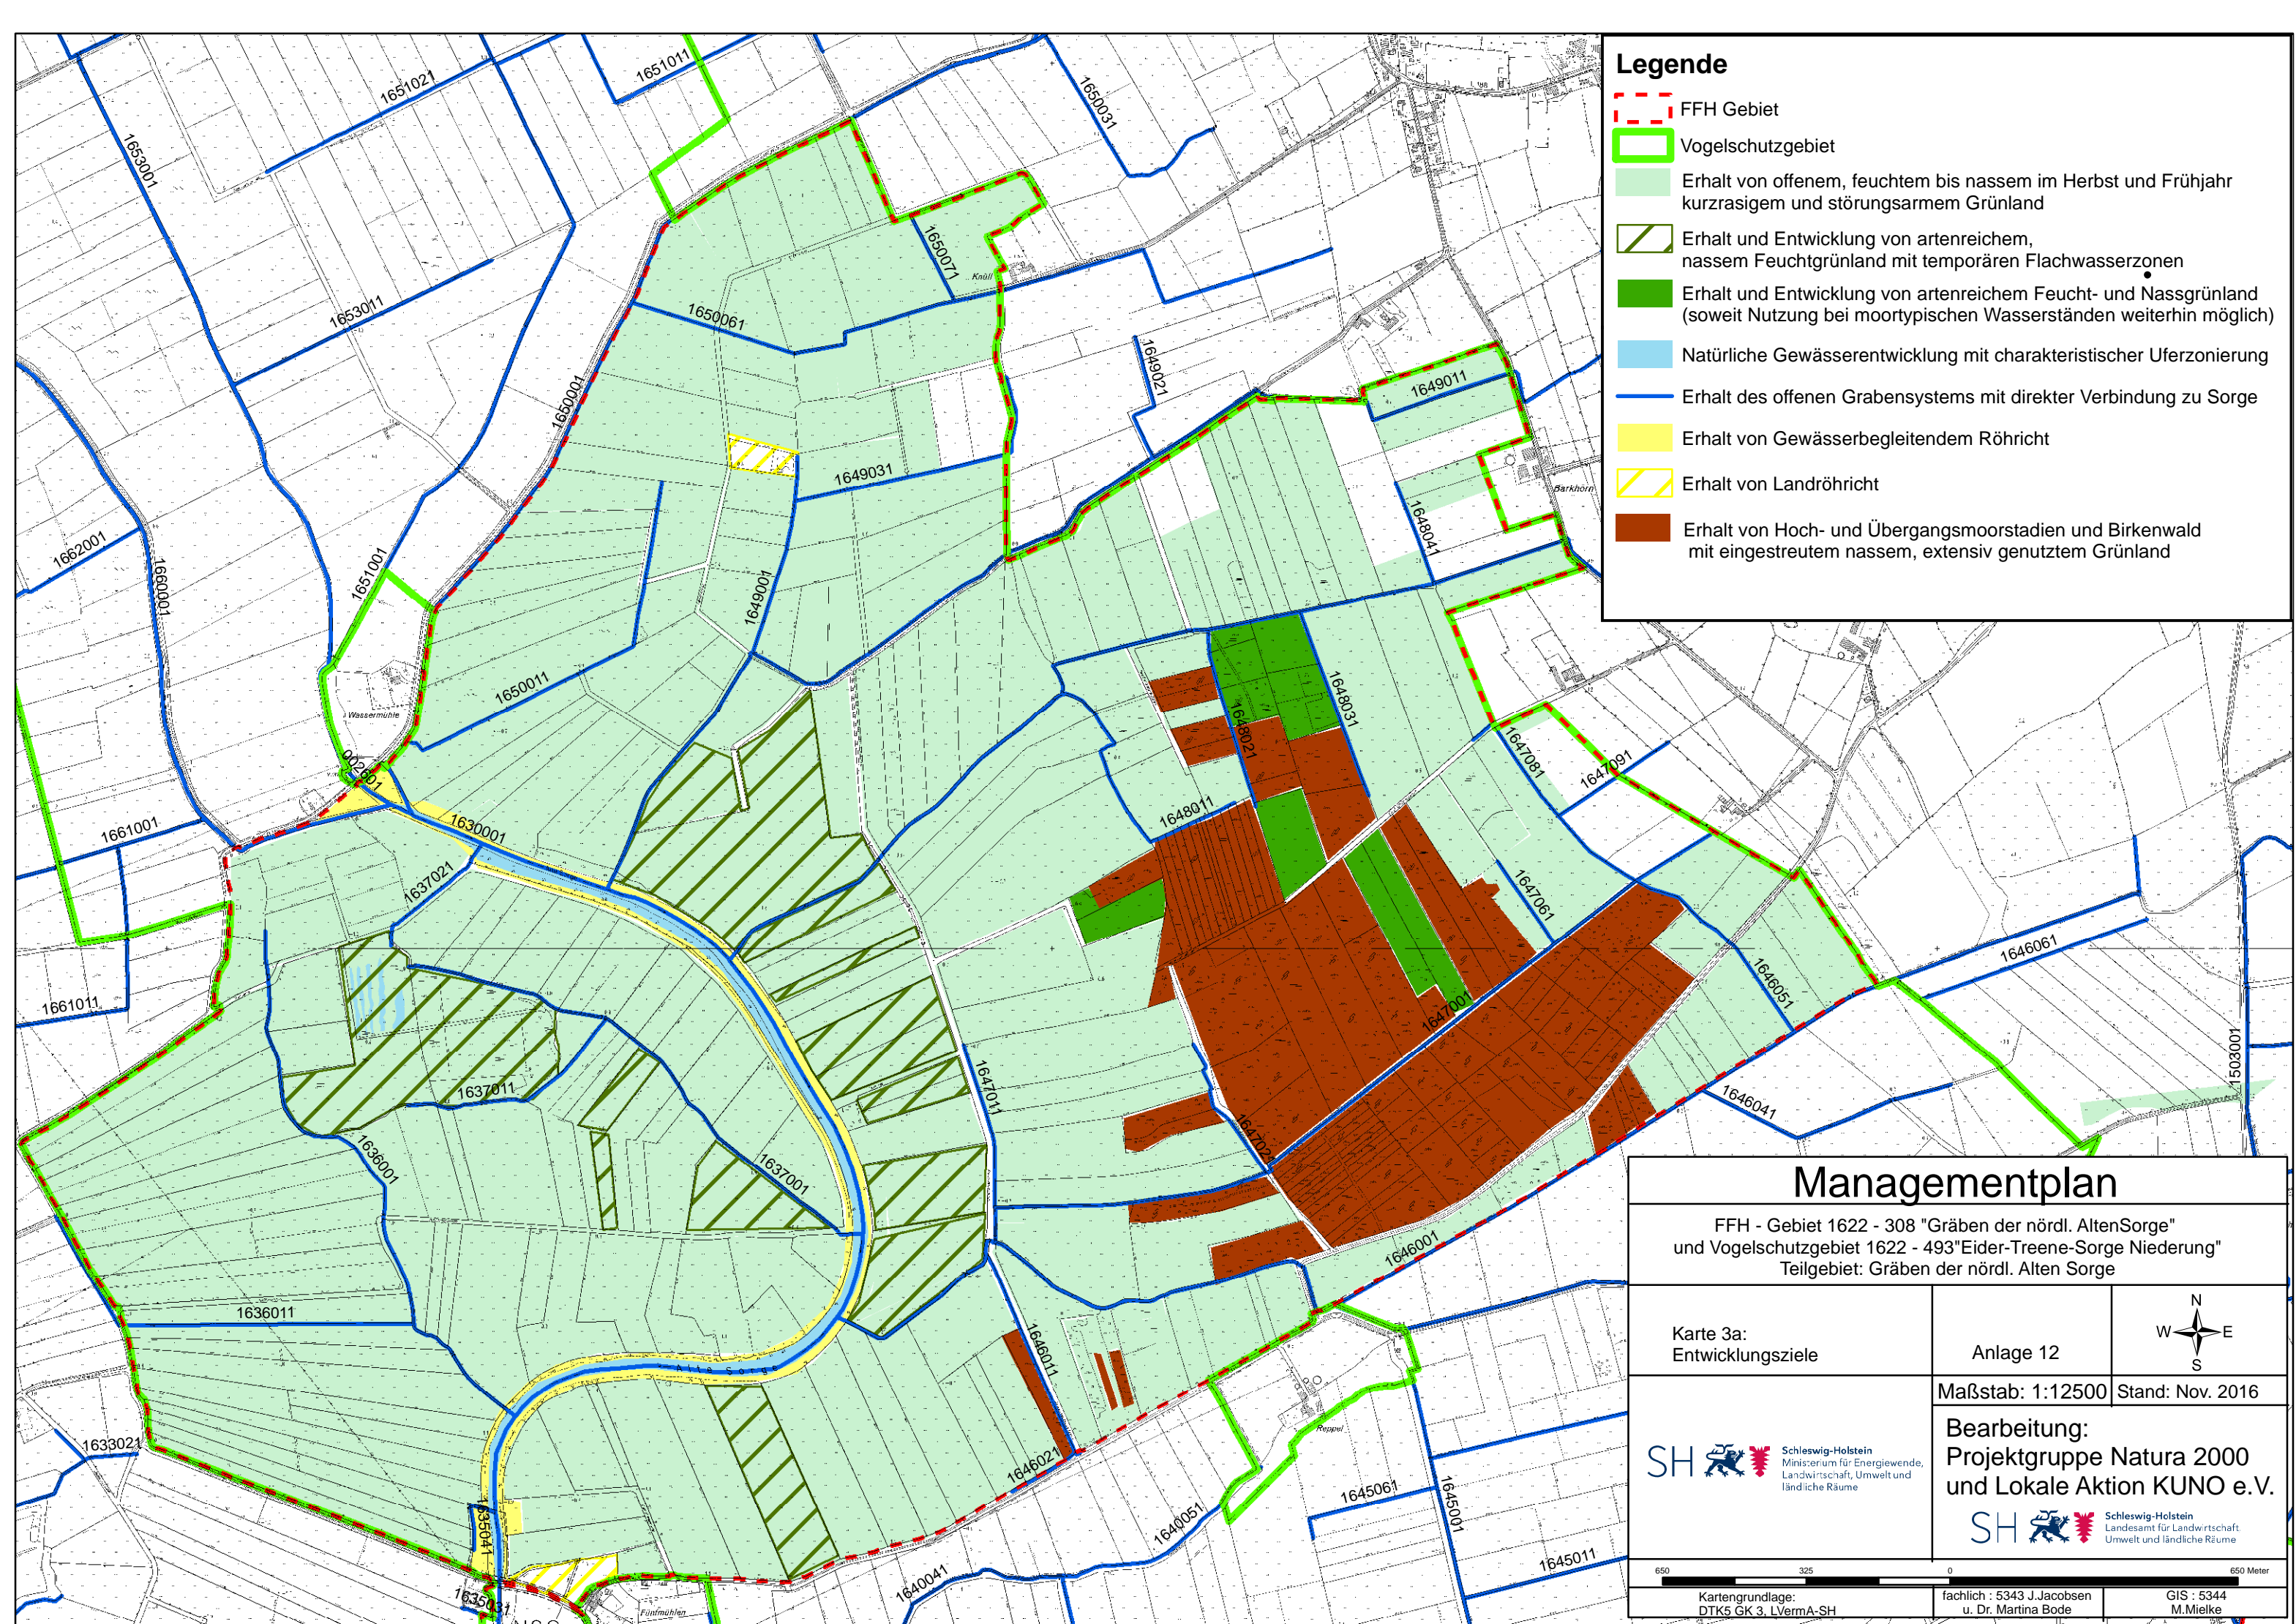 Legende
FFH Gebiet
Vogelschutzgebiet
Erhalt von offenem, feuchtem bis nassem im Herbst und Frühjahr
kurzrasigem und störungsarmem Grünland
Erhalt und Entwicklung von artenreichem,
nassem Feuchtgrünland mit temporären Flachwasserzonen
Erhalt und Entwicklung von artenreichem Feucht- und Nassgrünland
(soweit Nutzung bei moortypischen Wasserständen weiterhin möglich)
Natürliche Gewässerentwicklung mit charakteristischer Uferzonierung
Erhalt des offenen Grabensystems mit direkter Verbindung zu Sorge
Erhalt von Gewässerbegleitendem Röhricht
Erhalt von Landröhricht
Erhalt von Hoch- und Übergangsmoorstadien und Birkenwald
mit eingestreutem nassem, extensiv genutztem Grünland
1651021
1651011
1650031
1653001
1650071
Knüll
1653011
1650061
1649021
1649011
1650001
1649031
Barkhorn
1648041
1662001
1660001
1651001
1649001
1650011
Wassermühle
1648031
1648021
1647081
1647091
002601
1661001
1630001
1648011
1637021
1647061
1646061
1646051
1661011
1647001
1503001
1637011
1647011
1646041
1636001
1647021
1637001
1646001
1636011
1646011
Alte Sorge
Reppel
1633021
1646021
1645061
1645001
1635041
1640051
1645011
1640041
1635031
Fünfmühlen
Managementplan
FFH - Gebiet 1622 - 308 "Gräben der nördl. AltenSorge"
und Vogelschutzgebiet 1622 - 493"Eider-Treene-Sorge Niederung"
Teilgebiet: Gräben der nördl. Alten Sorge
Karte 3a:
Entwicklungsziele
Anlage 12
N
W
E
S
Maßstab: 1:12500
Stand: Nov. 2016
SH
Schleswig-Holstein
Ministerium für Energiewende,
Landwirtschaft, Umwelt und
ländliche Räume
Bearbeitung:
Projektgruppe Natura 2000
und Lokale Aktion KUNO e.V.
SH
Schleswig-Holstein
Landesamt für Landwirtschaft,
Umwelt und ländliche Räume
650
325
0
650 Meter
Kartengrundlage:
DTK5 GK 3, LVermA-SH
fachlich : 5343 J.Jacobsen
u. Dr. Martina Bode
GIS : 5344
M.Mielke